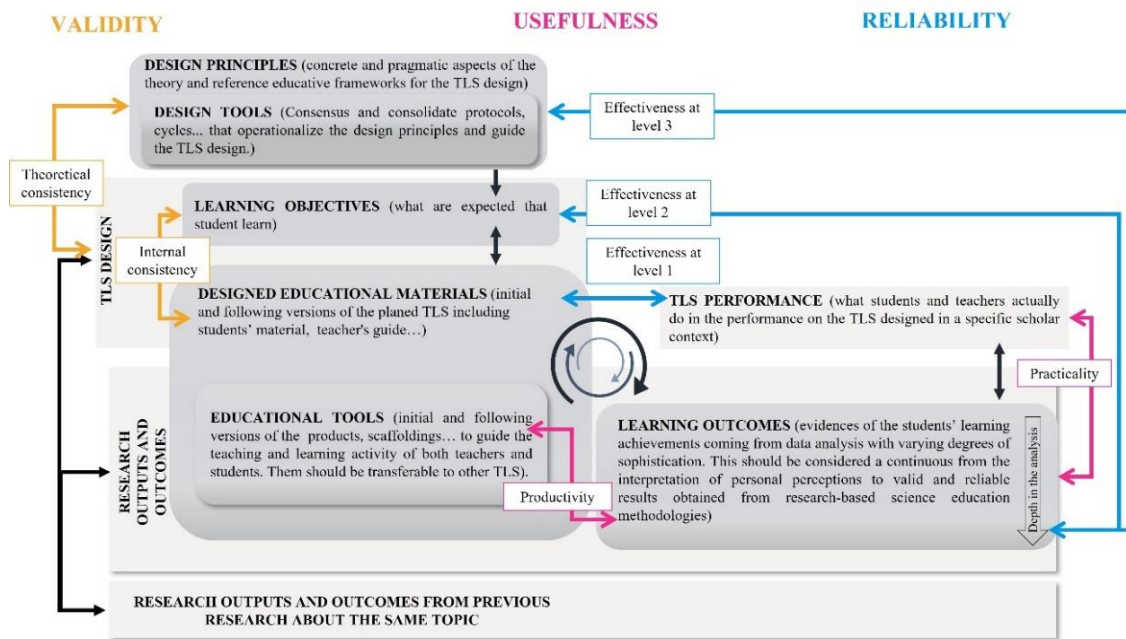 VALIDITY
USEFULNESS
RELIABILITY
DESIGN PRINCIPLES (concrete and pragmatic aspects of the
theory and reference educative frameworks for the TLS design)
DESIGN TOOLS (Consensus and consolidate protocols,
cycles... that operationalize the design principles and guide
the TLS design.)
Effectiveness at
level 3
Theoretical
consistency
TLS DESIGN
LEARNING OBJECTIVES (what are expected that
student learn)
Effectiveness at
level 2
Internal
consistency
Effectiveness at
level 1
DESIGNED EDUCATIONAL MATERIALS (initial
and following versions of the planed TLS including
students' material, teacher's guide…)
TLS PERFORMANCE (what students and teachers actually
do in the performance on the TLS designed in a specific scholar
context)
Practicality
RESEARCH
OUTPUTS AND
OUTCOMES
EDUCATIONAL TOOLS (initial and following
versions of the products, scaffoldings… to guide the
teaching and learning activity of both teachers and
students. Them should be transferable to other TLS).
Productivity
LEARNING OUTCOMES (evidences of the students' learning
achievements coming from data analysis with varying degrees of
sophistication. This should be considered a continuous from the
interpretation of personal perceptions to valid and reliable
results obtained from research-based science education
methodologies)
Depth in the analysis
RESEARCH OUTPUTS AND OUTCOMES FROM PREVIOUS
RESEARCH ABOUT THE SAME TOPIC